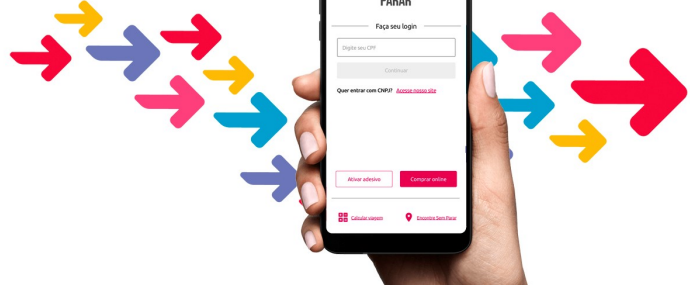 PARAR
Faça seu login
Digite seu CPF
Continuar
Quer entrar com CNPJ? Acesse nosso site
Ativar adesivo
Comprar online
Calcular viagem
Encontre Sem Parar